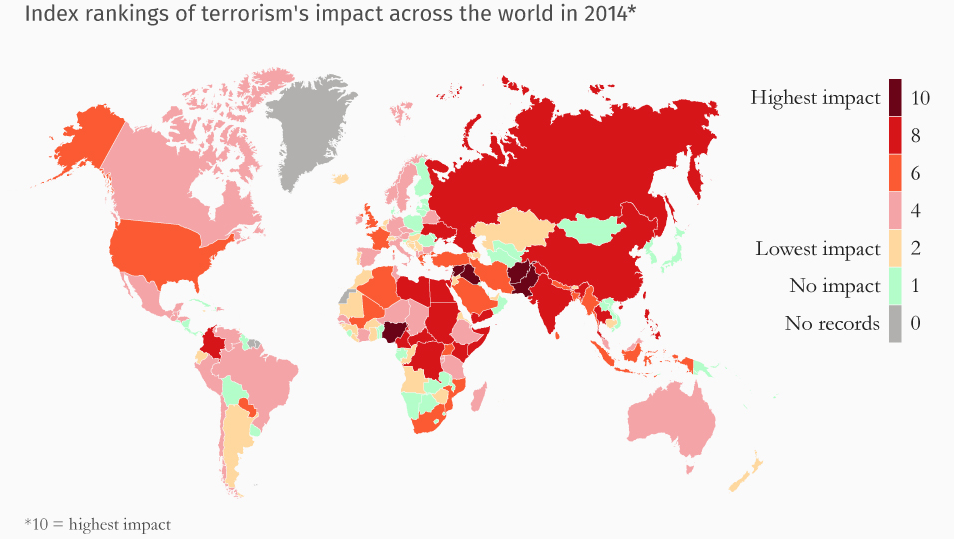 Index rankings of terrorism's impact across the world in 2014*
Highest impact 10
8
6
4
Lowest impact 2
No impact 1
No records 0
*10 = highest impact